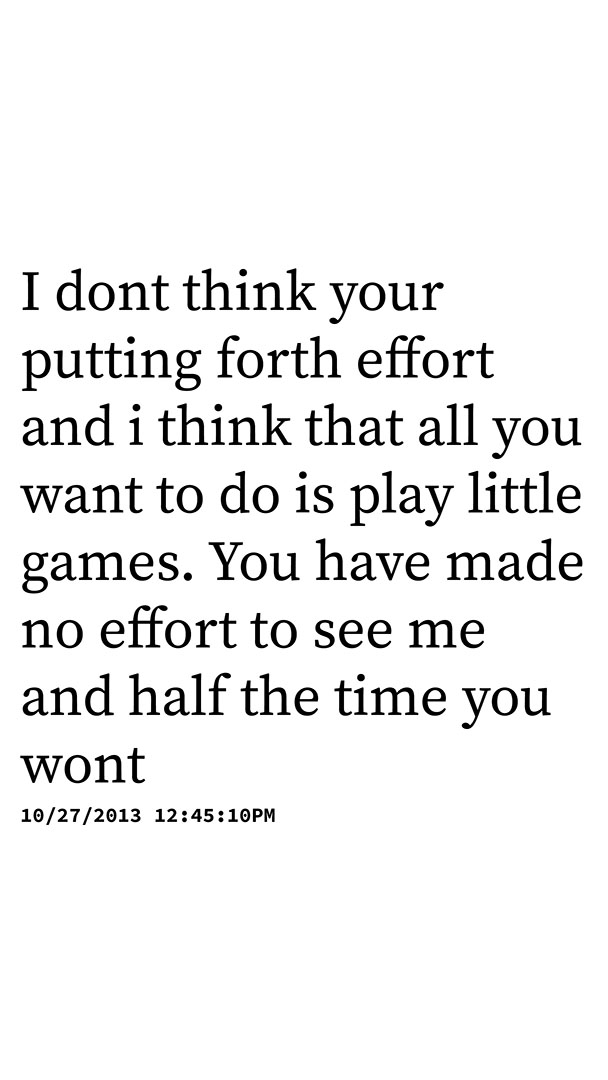 I dont think your
putting forth effort
and i think that all you
want to do is play little
games. You have made
no effort to see me
and half the time you
wont
10/27/2013 12:45:10PM